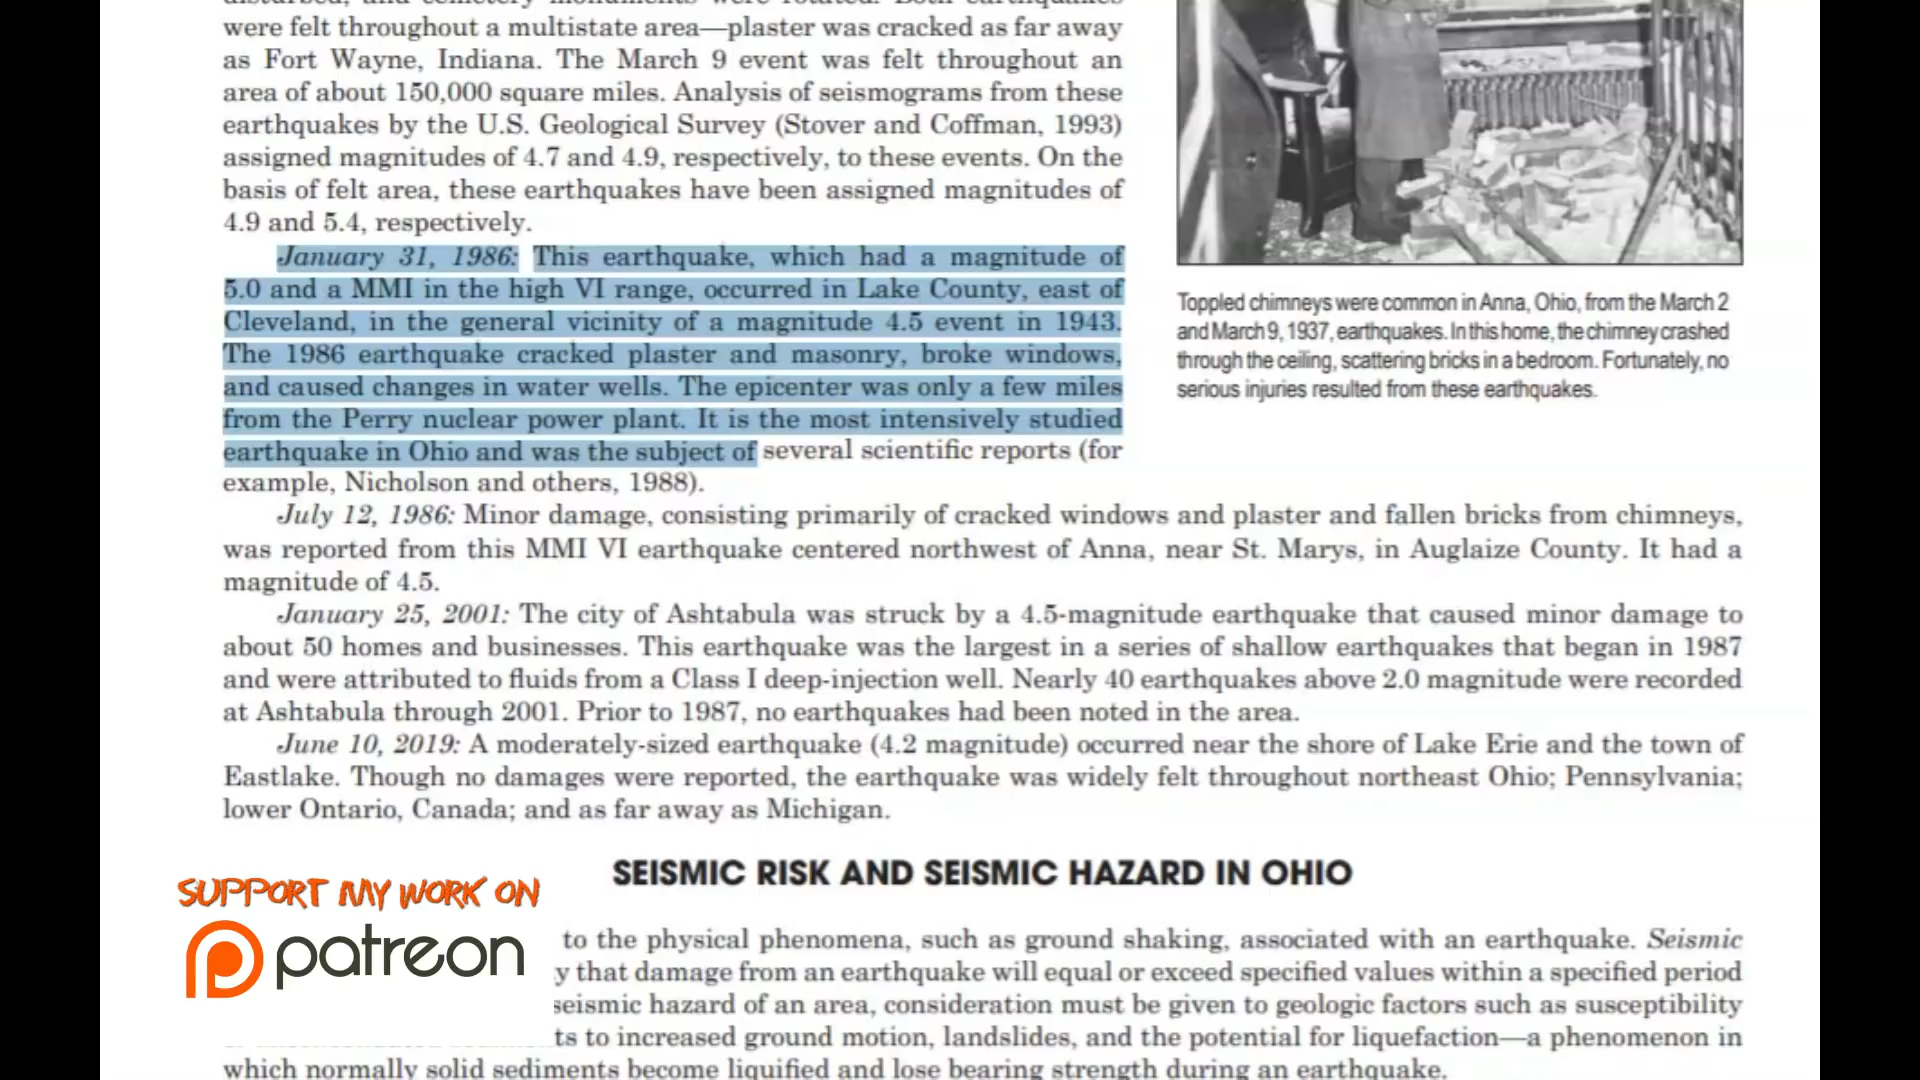 were felt throughout a multistate area—plaster was cracked as far away
as Fort Wayne, Indiana. The March 9 event was felt throughout an
area of about 150,000 square miles. Analysis of seismograms from these
earthquakes by the U.S. Geological Survey (Stover and Coffman, 1993)
assigned magnitudes of 4.7 and 4.9, respectively, to these events. On the
basis of felt area, these earthquakes have been assigned magnitudes of
4.9 and 5.4, respectively.
January 31, 1986: This earthquake, which had a magnitude of
5.0 and a MMI in the high VI range, occurred in Lake County, east of
Cleveland, in the general vicinity of a magnitude 4.5 event in 1943.
The 1986 earthquake cracked plaster and masonry, broke windows,
and caused changes in water wells. The epicenter was only a few miles
from the Perry nuclear power plant. It is the most intensively studied
earthquake in Ohio and was the subject of several scientific reports (for
example, Nicholson and others, 1988).
Toppled chimneys were common in Anna, Ohio, from the March 2
and March 9, 1937, earthquakes. In this home, the chimney crashed
through the ceiling, scattering bricks in a bedroom. Fortunately, no
serious injuries resulted from these earthquakes.
July 12, 1986: Minor damage, consisting primarily of cracked windows and plaster and fallen bricks from chimneys,
was reported from this MMI VI earthquake centered northwest of Anna, near St. Marys, in Auglaize County. It had a
magnitude of 4.5.
January 25, 2001: The city of Ashtabula was struck by a 4.5-magnitude earthquake that caused minor damage to
about 50 homes and businesses. This earthquake was the largest in a series of shallow earthquakes that began in 1987
and were attributed to fluids from a Class I deep-injection well. Nearly 40 earthquakes above 2.0 magnitude were recorded
at Ashtabula through 2001. Prior to 1987, no earthquakes had been noted in the area.
June 10, 2019: A moderately-sized earthquake (4.2 magnitude) occurred near the shore of Lake Erie and the town of
Eastlake. Though no damages were reported, the earthquake was widely felt throughout northeast Ohio; Pennsylvania;
lower Ontario, Canada; and as far away as Michigan.
SEISMIC RISK AND SEISMIC HAZARD IN OHIO
SUPPORT MY WORK ON
patreon
to the physical phenomena, such as ground shaking, associated with an earthquake. Seismic
y that damage from an earthquake will equal or exceed specified values within a specified period
seismic hazard of an area, consideration must be given to geologic factors such as susceptibility
ts to increased ground motion, landslides, and the potential for liquefaction—a phenomenon in
which normally solid sediments become liquified and lose bearing strength during an earthquake.